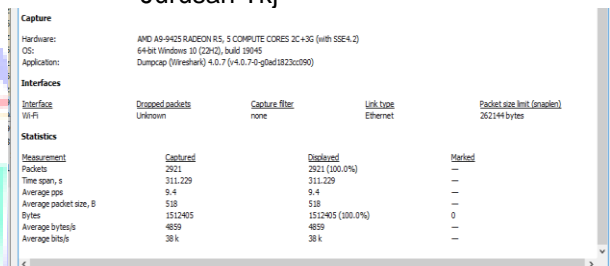 Jurusan Tkj
Capture
Hardware: AMD A9-9425 RADEON R5, 5 COMPUTE CORES 2C+3G (with SSE4.2)
OS: 64-bit Windows 10 (22H2), build 19045
Application: Dumpcap (Wireshark) 4.0.7 (v4.0.7-0-g0ad1823cc090)
Interfaces
Interface Dropped packets Capture filter Link type Packet size limit (snaplen)
Wi-Fi Unknown none Ethernet 262144 bytes
Statistics
Measurement Captured Displayed Marked
Packets 2921 2921 (100.0%) —
Time span, s 311.229 311.229 —
Average pps 9.4 9.4 —
Average packet size, B 518 518 —
Bytes 1512405 1512405 (100.0%) 0
Average bytes/s 4859 4859 —
Average bits/s 38 k 38 k —